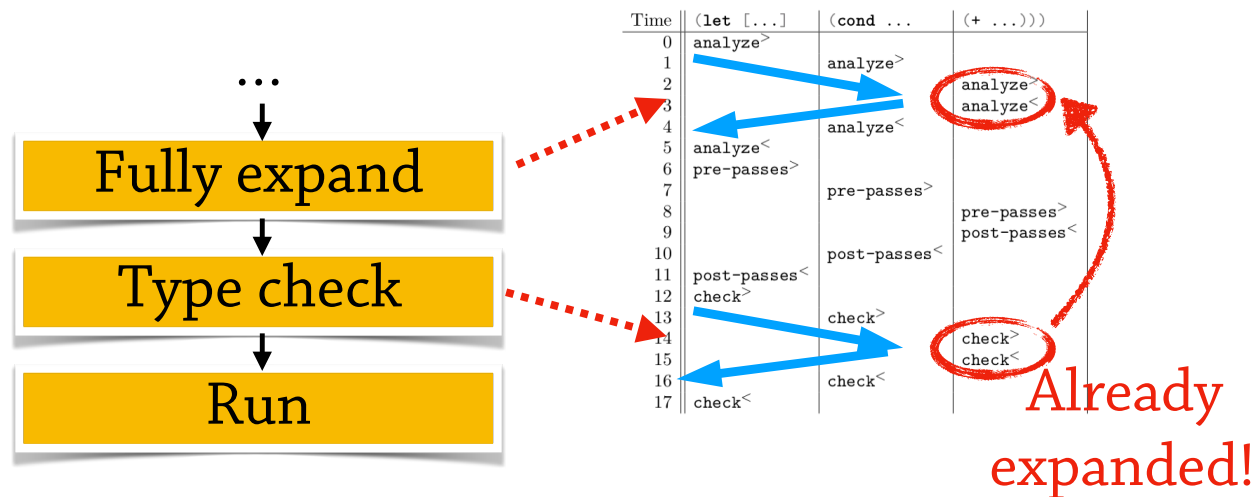 ...
Fully expand
Type check
Run
Time (let [...] (cond ... (+ ...)))
0 analyze>
1 analyze>
2 analyze>
3 analyze<
4 analyze<
5 analyze<
6 pre-passes>
7 pre-passes>
8 pre-passes>
9 post-passes<
10 post-passes<
11 post-passes<
12 check>
13 check>
14 check>
15 check<
16 check<
17 check<
Already
expanded!